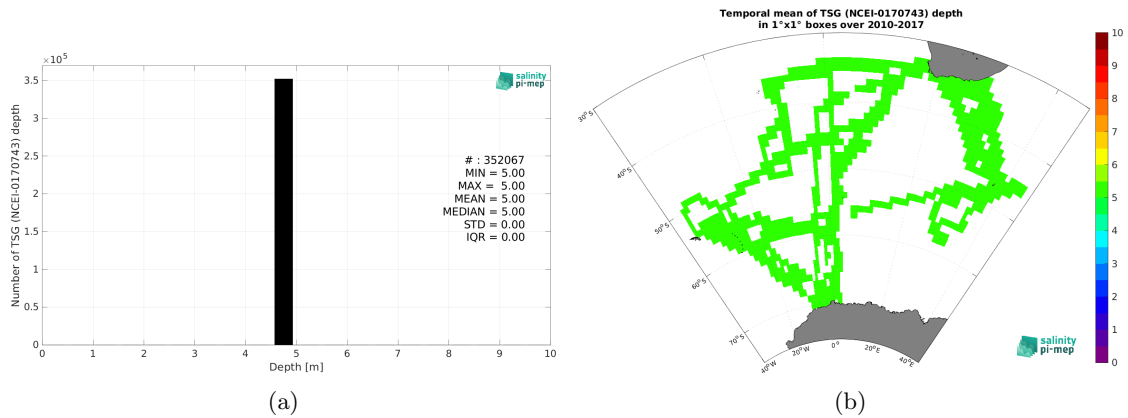 ×10⁵
3.5
3
2.5
2
1.5
1
0.5
0
0 1 2 3 4 5 6 7 8 9 10
Number of TSG (NCEI-0170743) depth
Depth [m]
salinity
pi-mep
# : 352067
MIN = 5.00
MAX = 5.00
MEAN = 5.00
MEDIAN = 5.00
STD = 0.00
IQR = 0.00
(a)
Temporal mean of TSG (NCEI-0170743) depth
in 1°x1° boxes over 2010-2017
30°S
40°S
50°S
60°S
70°S
40°W
20°W
0°
20°E
40°E
10
9
8
7
6
5
4
3
2
1
0
salinity
pi-mep
(b)